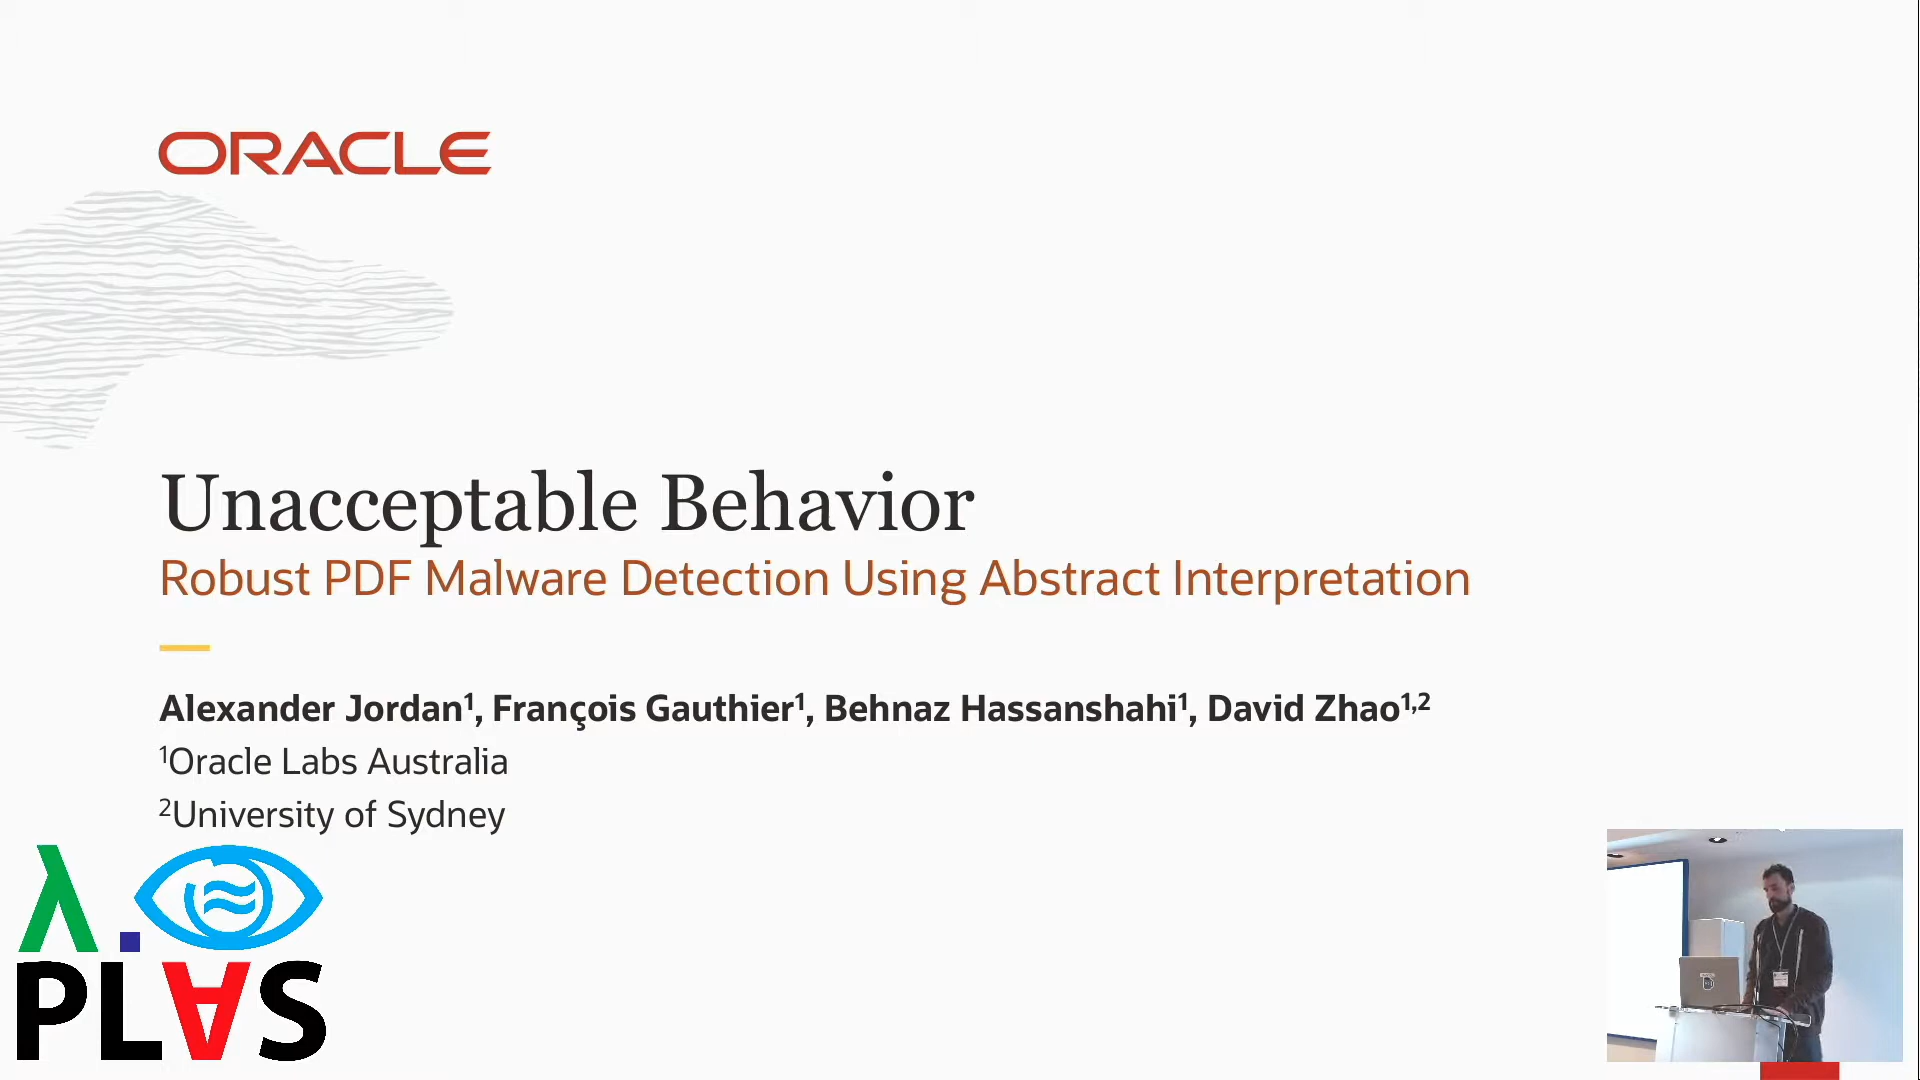 ORACLE
Unacceptable Behavior
Robust PDF Malware Detection Using Abstract Interpretation
Alexander Jordan¹, François Gauthier¹, Behnaz Hassanshahi¹, David Zhao¹,²
¹Oracle Labs Australia
²University of Sydney
λ.
PL∀S